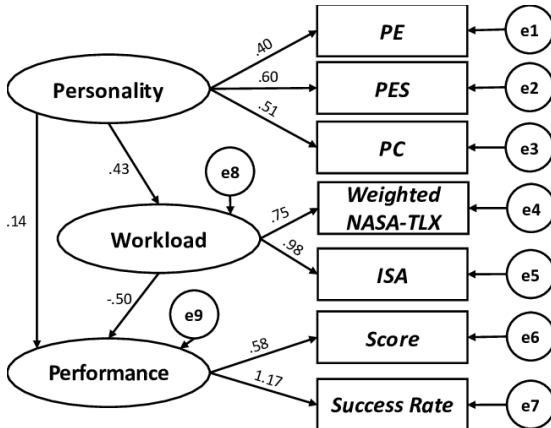 PE
e1
.40
Personality
.60
PES
e2
.51
PC
e3
.43
e8
Weighted
NASA-TLX
e4
.75
.14
Workload
.98
ISA
e5
-.50
e9
.58
Score
e6
Performance
1.17
Success Rate
e7